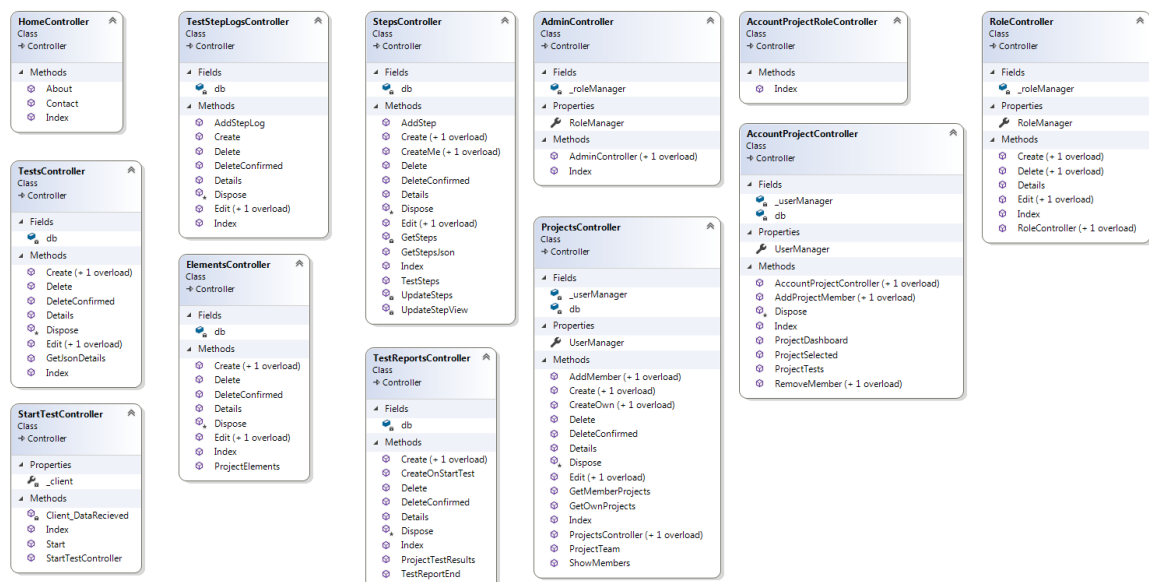 HomeController
Class
Controller
Methods
About
Contact
Index
TestsController
Class
Controller
Fields
db
Methods
Create (+ 1 overload)
Delete
DeleteConfirmed
Details
Dispose
Edit (+ 1 overload)
GetJsonDetails
Index
StartTestController
Class
Controller
Properties
_client
Methods
Client_DataRecieved
Index
Start
StartTestController
TestStepLogsController
Class
Controller
Fields
db
Methods
AddStepLog
Create
Delete
DeleteConfirmed
Details
Dispose
Edit (+ 1 overload)
Index
ElementsController
Class
Controller
Fields
db
Methods
Create (+ 1 overload)
Delete
DeleteConfirmed
Details
Dispose
Edit (+ 1 overload)
Index
ProjectElements
StepsController
Class
Controller
Fields
db
Methods
AddStep
Create (+ 1 overload)
CreateMe (+ 1 overload)
Delete
DeleteConfirmed
Details
Dispose
Edit (+ 1 overload)
GetSteps
GetStepsJson
Index
TestSteps
UpdateSteps
UpdateStepView
TestReportsController
Class
Controller
Fields
db
Methods
Create (+ 1 overload)
CreateOnStartTest
Delete
DeleteConfirmed
Details
Dispose
Index
ProjectTestResults
TestReportEnd
AdminController
Class
Controller
Fields
_roleManager
Properties
RoleManager
Methods
AdminController (+ 1 overload)
Index
ProjectsController
Class
Controller
Fields
_userManager
db
Properties
UserManager
Methods
AddMember (+ 1 overload)
Create (+ 1 overload)
CreateOwn (+ 1 overload)
Delete
DeleteConfirmed
Details
Dispose
Edit (+ 1 overload)
GetMemberProjects
GetOwnProjects
Index
ProjectsController (+ 1 overload)
ProjectTeam
ShowMembers
AccountProjectRoleController
Class
Controller
Methods
Index
AccountProjectController
Class
Controller
Fields
_userManager
db
Properties
UserManager
Methods
AccountProjectController (+ 1 overload)
AddProjectMember (+ 1 overload)
Dispose
Index
ProjectDashboard
ProjectSelected
ProjectTests
RemoveMember (+ 1 overload)
RoleController
Class
Controller
Fields
_roleManager
Properties
RoleManager
Methods
Create (+ 1 overload)
Delete (+ 1 overload)
Details
Edit (+ 1 overload)
Index
RoleController (+ 1 overload)